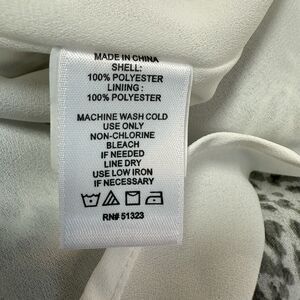 MADE IN CHINA
SHELL:
100% POLYESTER
LINIING :
100% POLYESTER
MACHINE WASH COLD
USE ONLY
NON-CHLORINE
BLEACH
IF NEEDED
LINE DRY
USE LOW IRON
IF NECESSARY
RN# 51323